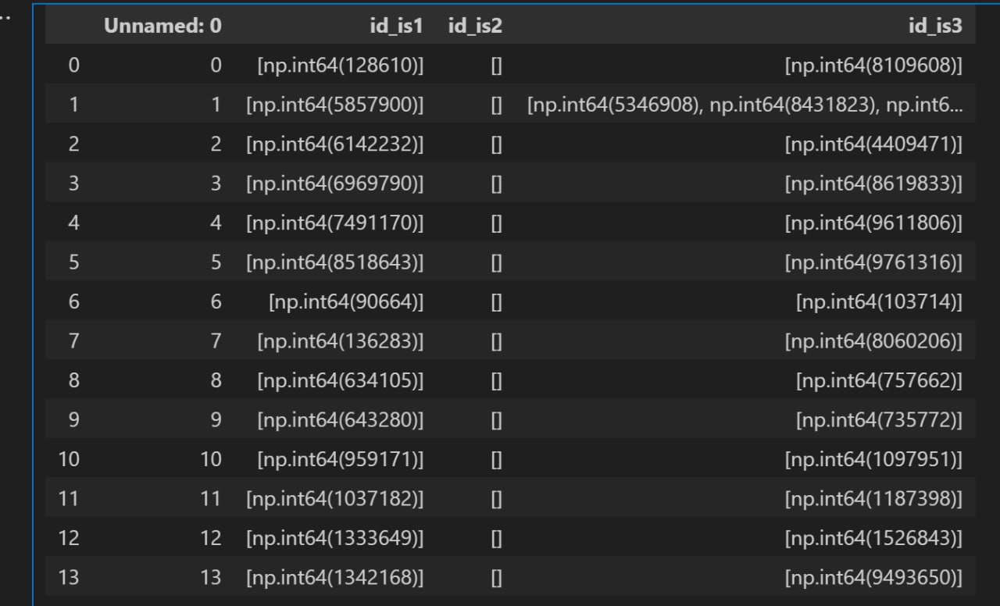 Unnamed: 0 id_is1 id_is2 id_is3
0 0 [np.int64(128610)] [] [np.int64(8109608)]
1 1 [np.int64(5857900)] [] [np.int64(5346908), np.int64(8431823), np.int6...
2 2 [np.int64(6142232)] [] [np.int64(4409471)]
3 3 [np.int64(6969790)] [] [np.int64(8619833)]
4 4 [np.int64(7491170)] [] [np.int64(9611806)]
5 5 [np.int64(8518643)] [] [np.int64(9761316)]
6 6 [np.int64(90664)] [] [np.int64(103714)]
7 7 [np.int64(136283)] [] [np.int64(8060206)]
8 8 [np.int64(634105)] [] [np.int64(757662)]
9 9 [np.int64(643280)] [] [np.int64(735772)]
10 10 [np.int64(959171)] [] [np.int64(1097951)]
11 11 [np.int64(1037182)] [] [np.int64(1187398)]
12 12 [np.int64(1333649)] [] [np.int64(1526843)]
13 13 [np.int64(1342168)] [] [np.int64(9493650)]